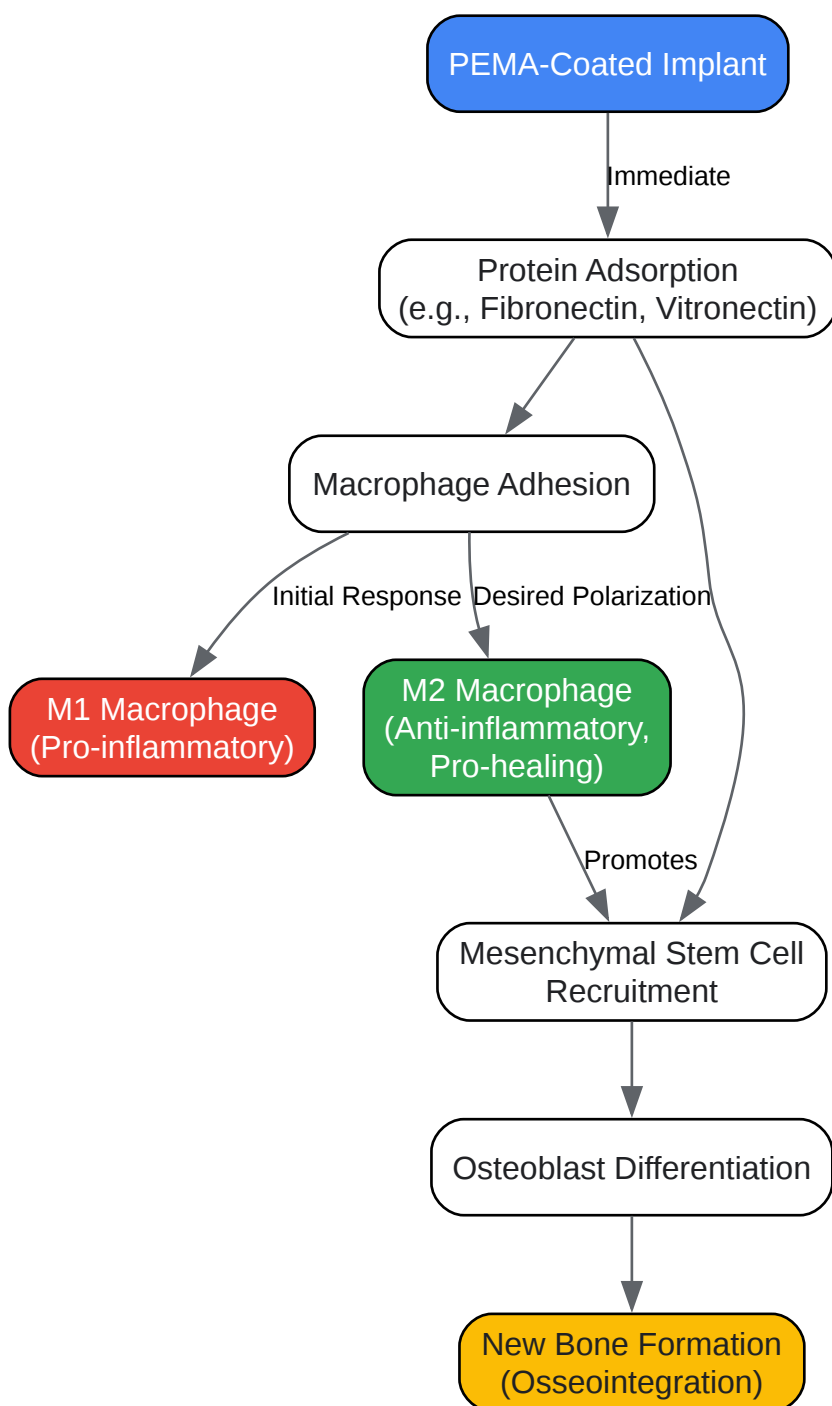 PEMA-Coated Implant
Immediate
Protein Adsorption
(e.g., Fibronectin, Vitronectin)
Macrophage Adhesion
Initial Response
Desired Polarization
M1 Macrophage
(Pro-inflammatory)
M2 Macrophage
(Anti-inflammatory,
Pro-healing)
Promotes
Mesenchymal Stem Cell
Recruitment
Osteoblast Differentiation
New Bone Formation
(Osseointegration)